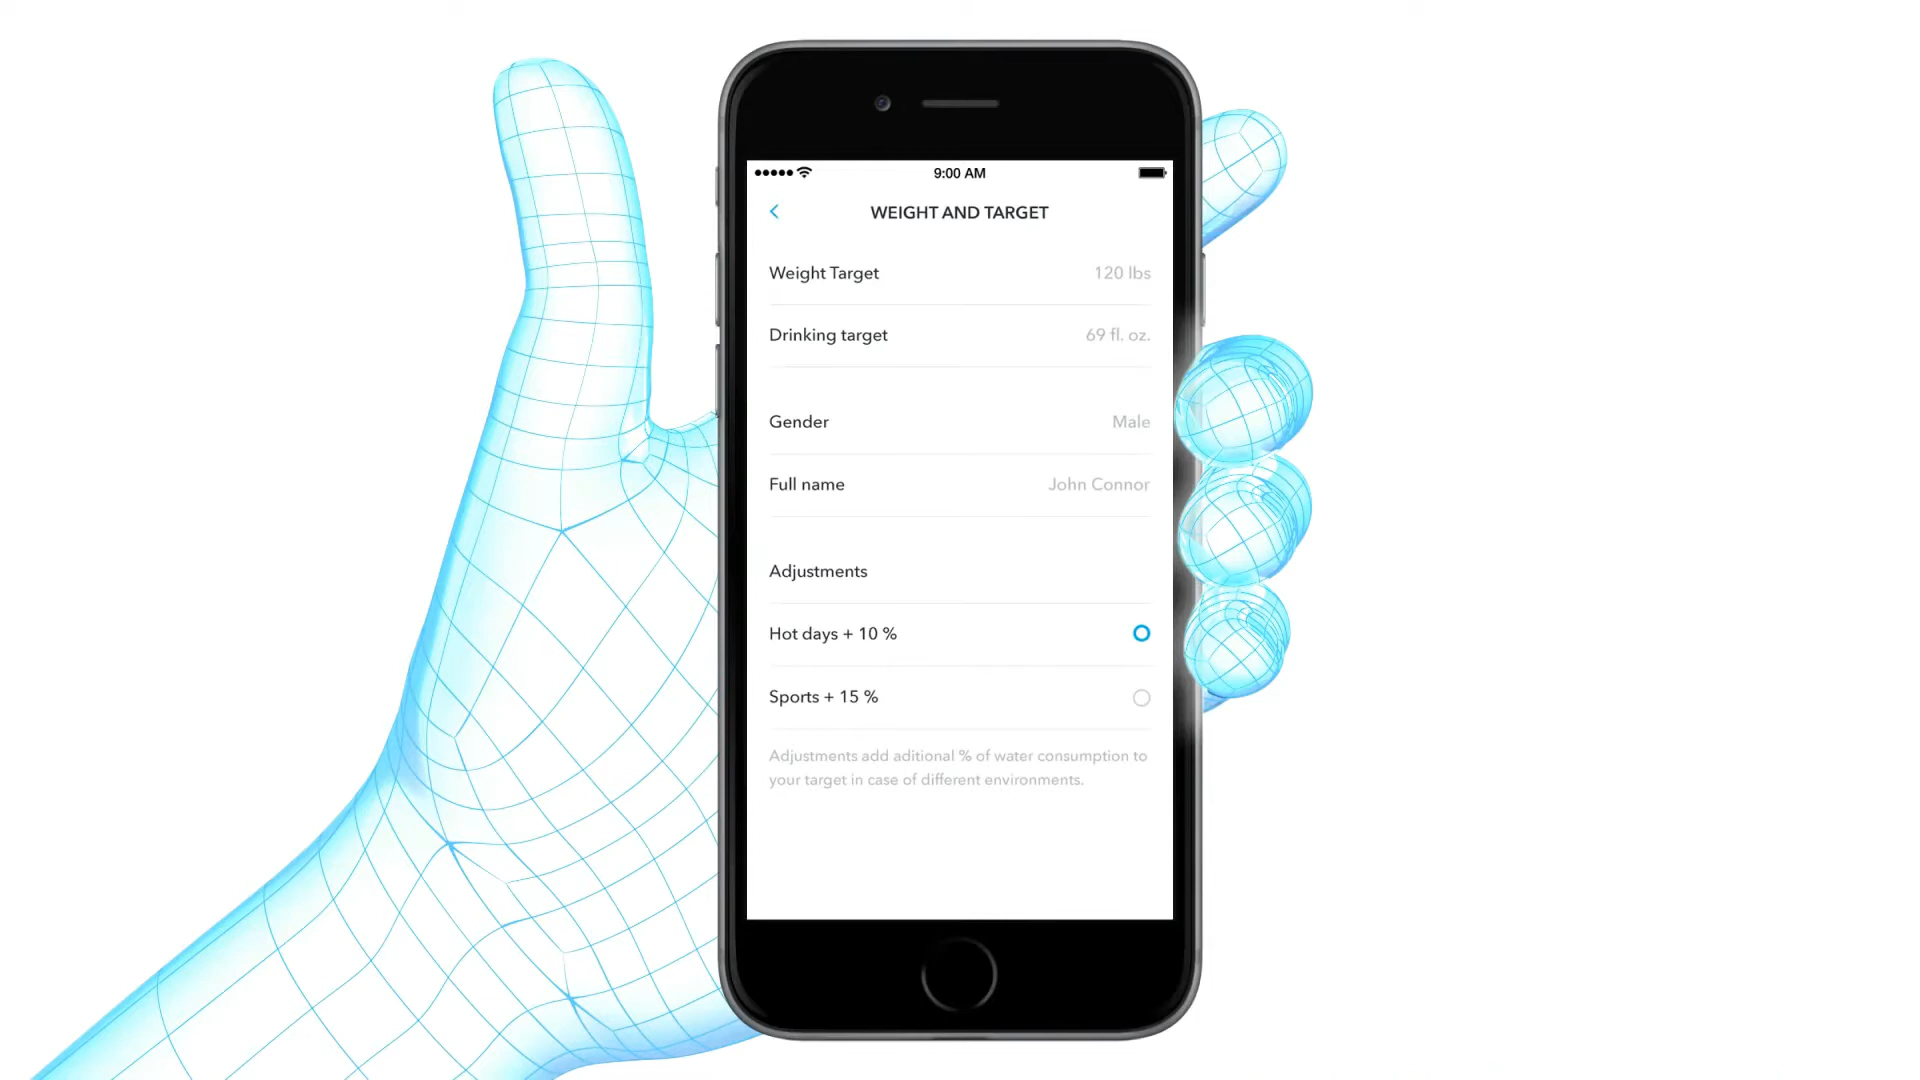 9:00 AM
WEIGHT AND TARGET
Weight Target 120 lbs
Drinking target 69 fl. oz.
Gender Male
Full name John Connor
Adjustments
Hot days + 10 %
Sports + 15 %
Adjustments add aditional % of water consumption to
your target in case of different environments.